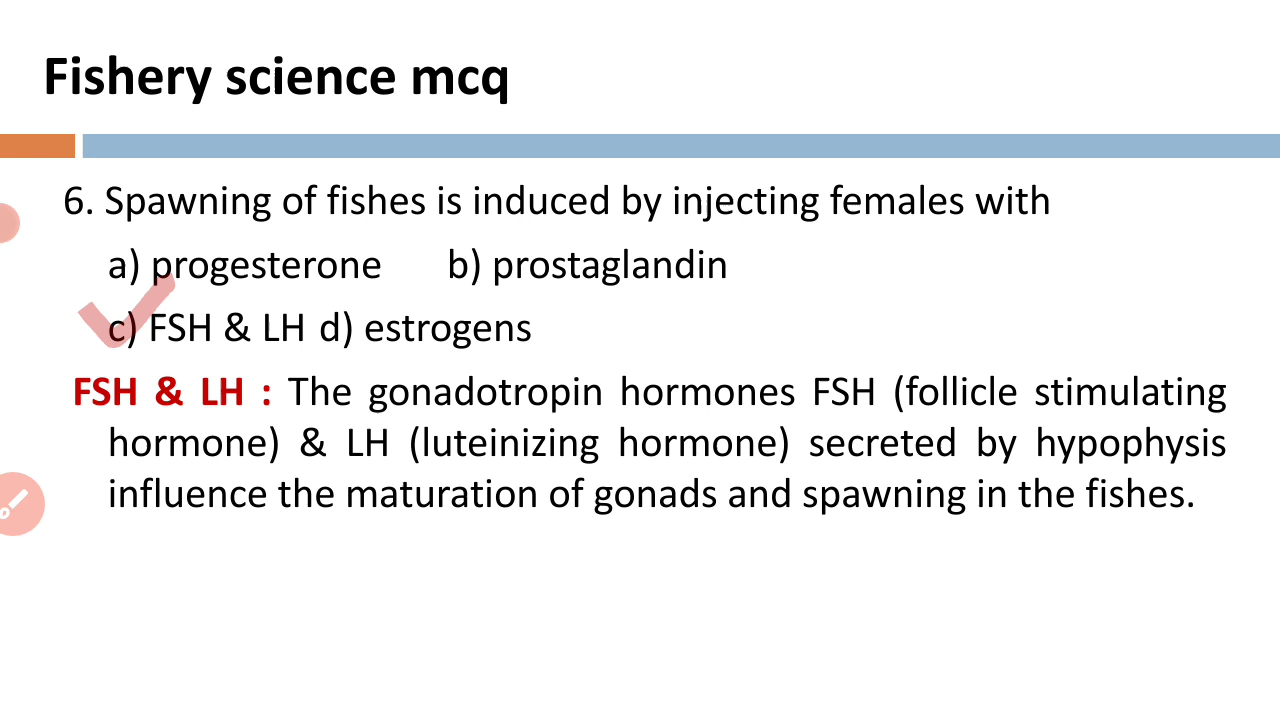 Fishery science mcq
6. Spawning of fishes is induced by injecting females with
a) progesterone b) prostaglandin
c) FSH & LH d) estrogens
FSH & LH : The gonadotropin hormones FSH (follicle stimulating
hormone) & LH (luteinizing hormone) secreted by hypophysis
influence the maturation of gonads and spawning in the fishes.